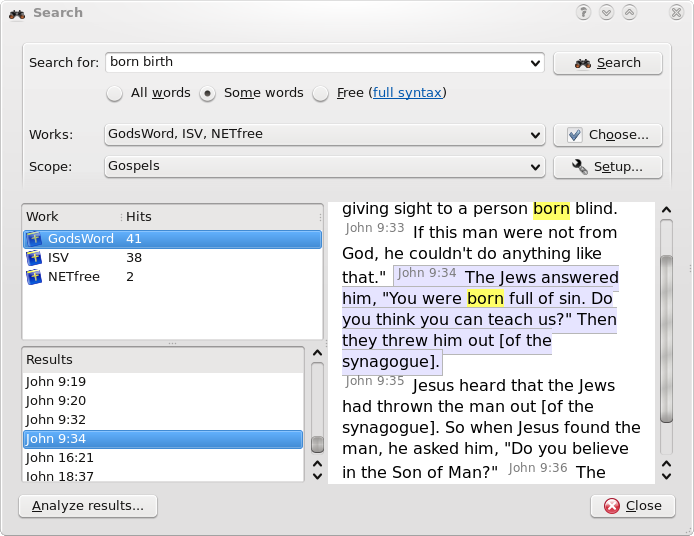 Search
Search for: born birth Search
All words Some words Free (full syntax)
Works: GodsWord, ISV, NETfree Choose...
Scope: Gospels Setup...
Work Hits
GodsWord 41
ISV 38
NETfree 2
Results
John 9:19
John 9:20
John 9:32
John 9:34
John 16:21
John 18:37
giving sight to a person born blind.
John 9:33 If this man were not from
God, he couldn't do anything like
that." John 9:34 The Jews answered
him, "You were born full of sin. Do
you think you can teach us?" Then
they threw him out [of the
synagogue].
John 9:35 Jesus heard that the Jews
had thrown the man out [of the
synagogue]. So when Jesus found the
man, he asked him, "Do you believe
in the Son of Man?" John 9:36 The
Analyze results... Close